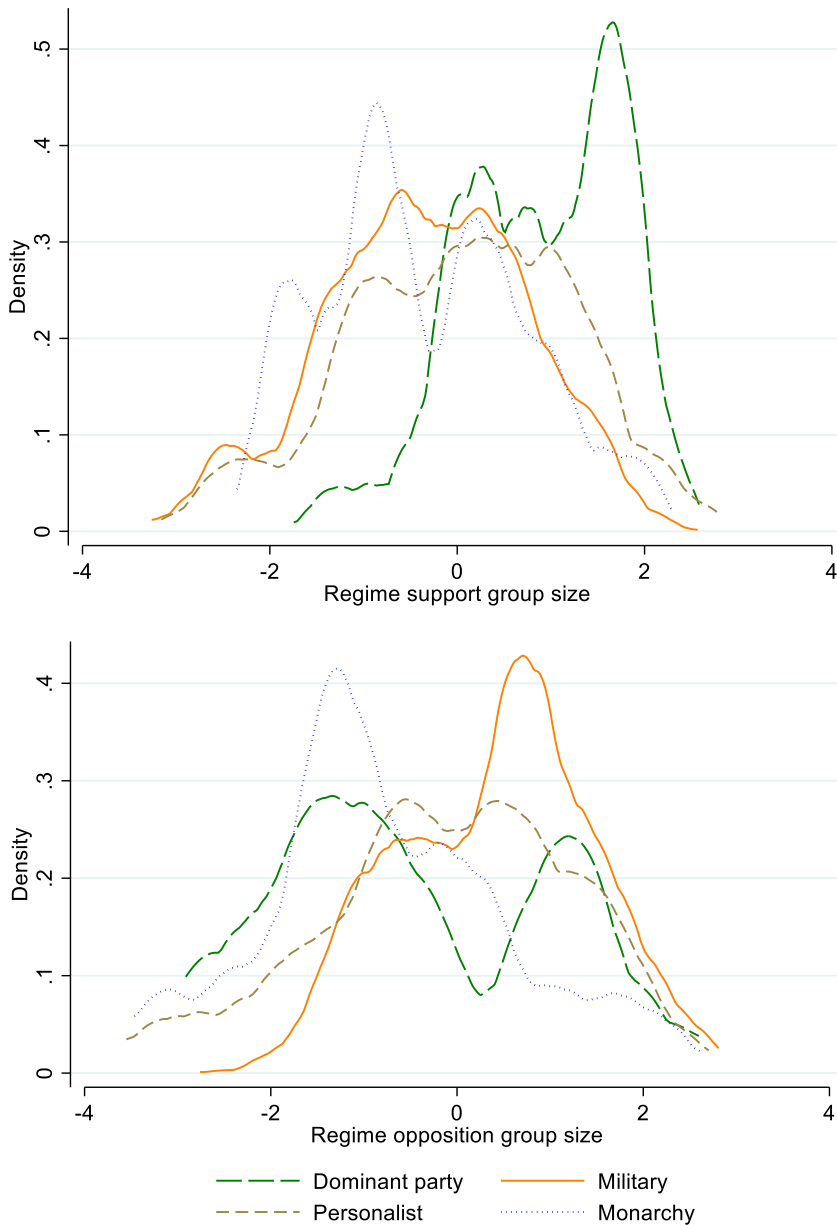 Density
.5
.4
.3
.2
.1
0
-4 -2 0 2 4
Regime support group size
Density
.4
.3
.2
.1
0
-4 -2 0 2 4
Regime opposition group size
Dominant party Military
Personalist Monarchy